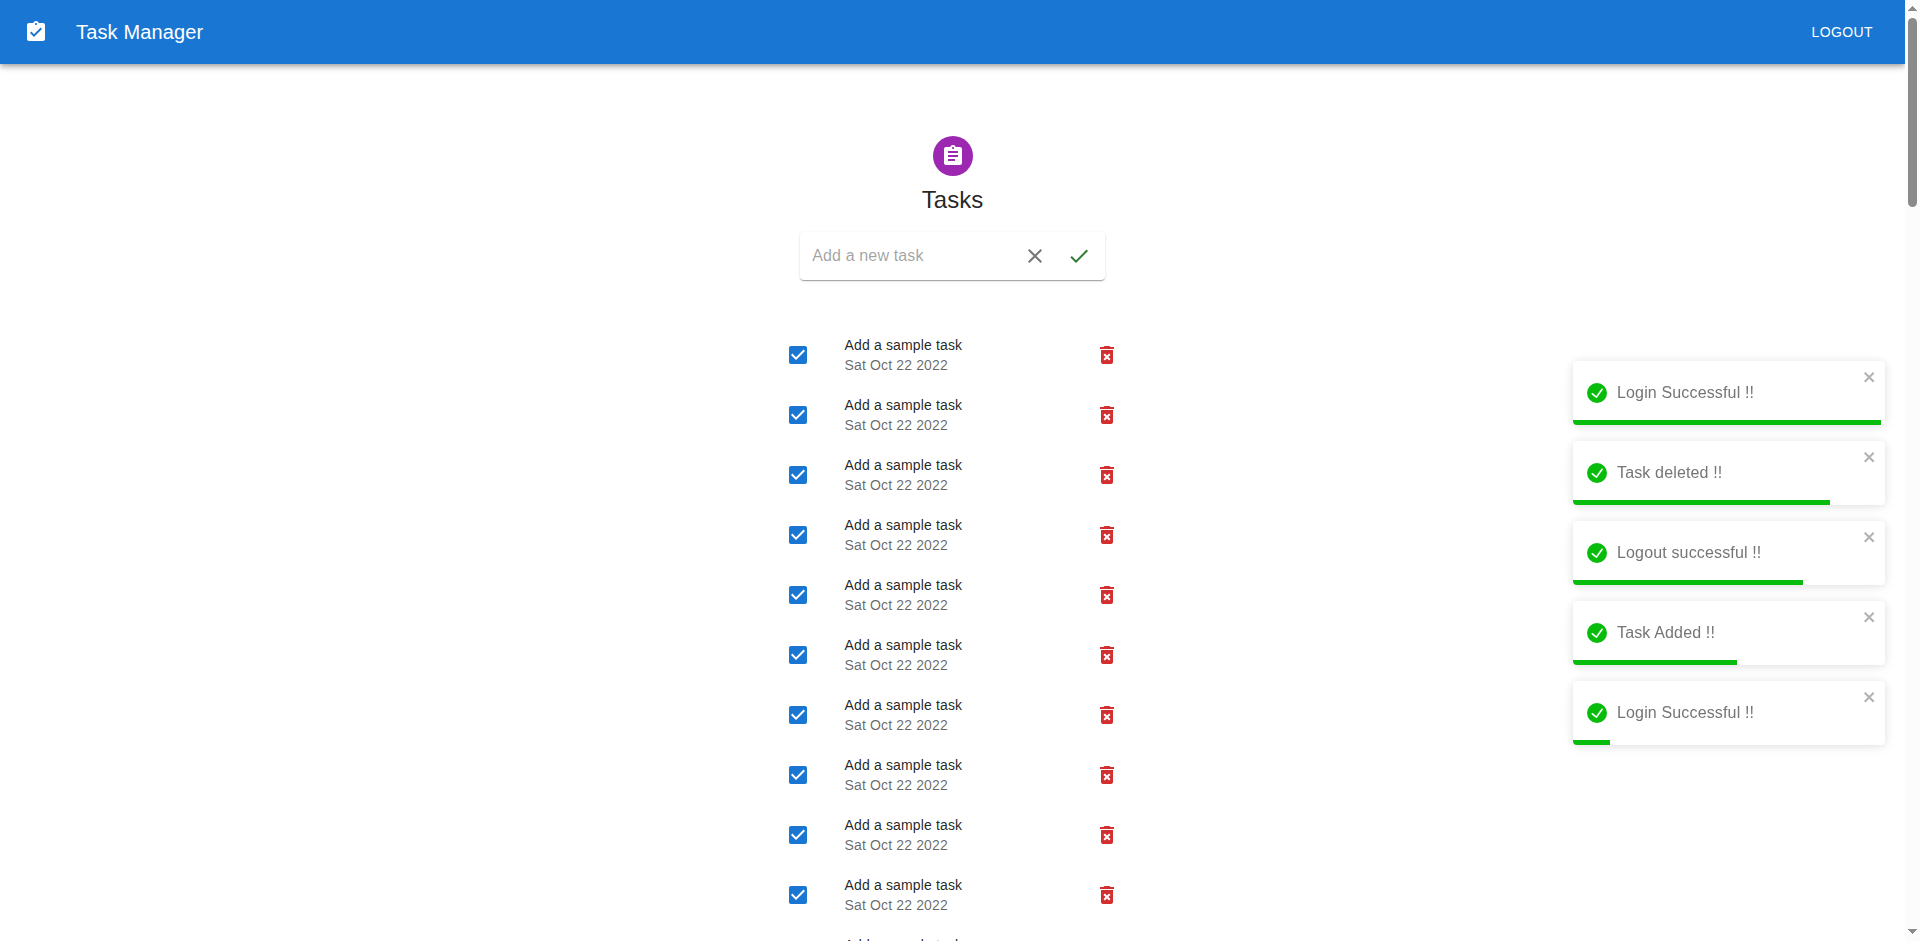 Task Manager
LOGOUT
Tasks
Add a new task
Add a sample task
Sat Oct 22 2022
Add a sample task
Sat Oct 22 2022
Add a sample task
Sat Oct 22 2022
Add a sample task
Sat Oct 22 2022
Add a sample task
Sat Oct 22 2022
Add a sample task
Sat Oct 22 2022
Add a sample task
Sat Oct 22 2022
Add a sample task
Sat Oct 22 2022
Add a sample task
Sat Oct 22 2022
Add a sample task
Sat Oct 22 2022
Login Successful !!
Task deleted !!
Logout successful !!
Task Added !!
Login Successful !!